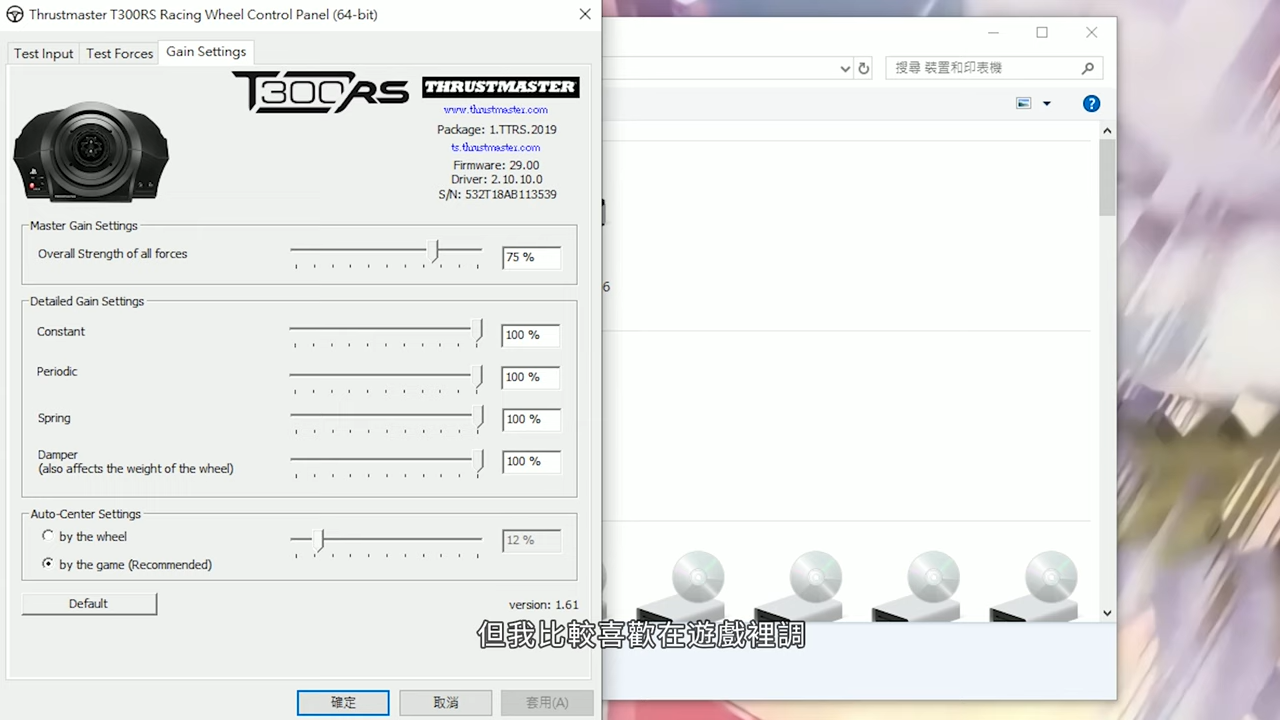 Thrustmaster T300RS Racing Wheel Control Panel (64-bit)
Test Input
Test Forces
Gain Settings
T300RS
THRUSTMASTER
www.thrustmaster.com
Package: 1.TTRS.2019
ts.thrustmaster.com
Firmware: 29.00
Driver: 2.10.10.0
S/N: 532T18AB113539
Master Gain Settings
Overall Strength of all forces
75 %
Detailed Gain Settings
Constant
100 %
Periodic
100 %
Spring
100 %
Damper
(also affects the weight of the wheel)
100 %
Auto-Center Settings
by the wheel
12 %
by the game (Recommended)
Default
version: 1.61
確定
取消
套用(A)
搜尋 裝置和印表機
6
但我比較喜歡在遊戲裡調